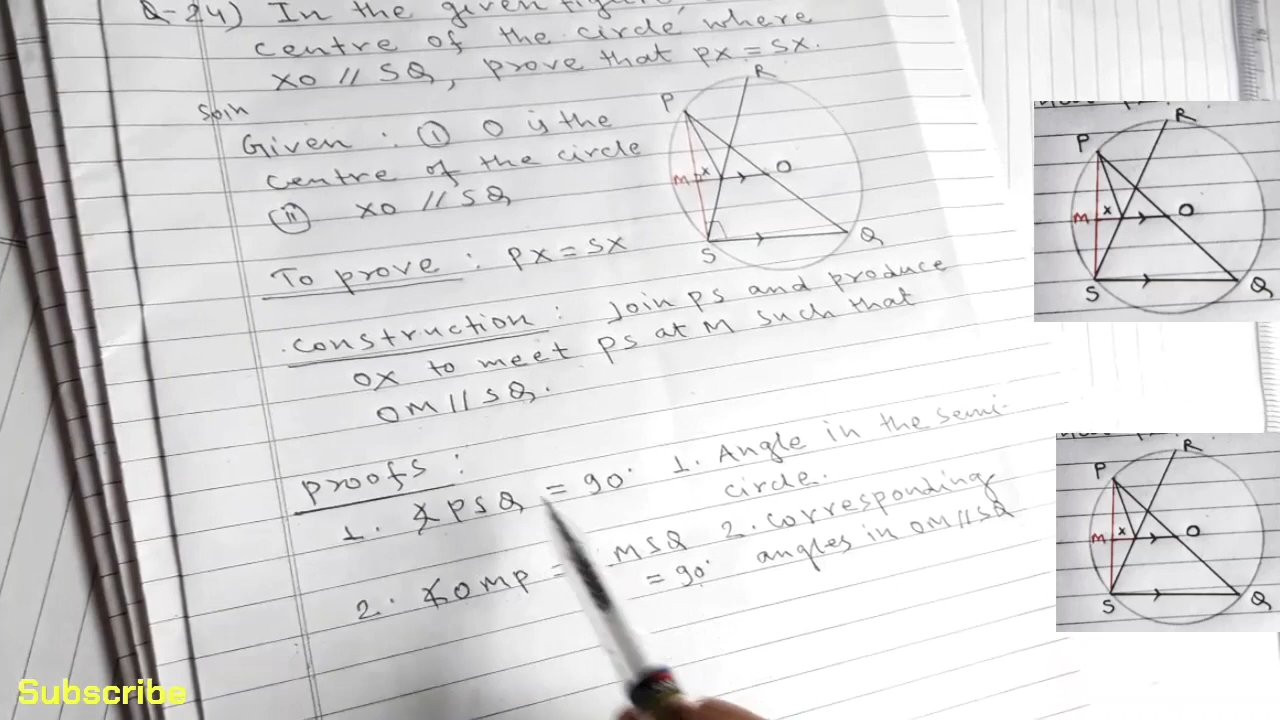 Q-24) In the given figure,
centre of the circle where
XO // SQ, prove that PX = SX.
Soln
Given : (i) O is the
centre of the circle
(ii) XO // SQ
To prove : PX = SX
construction : Join PS and produce
OX to meet PS at M such that
OM // SQ.
Proofs :
1. ∡PSQ = 90° 1. Angle in the semi-
circle.
2. ∡OMP = MSQ 2. Corresponding
= 90° angles in OM//SQ
P
R
M
X
O
S
Q
P
R
M
X
O
S
Q
P
R
M
X
O
S
Q
Subscribe